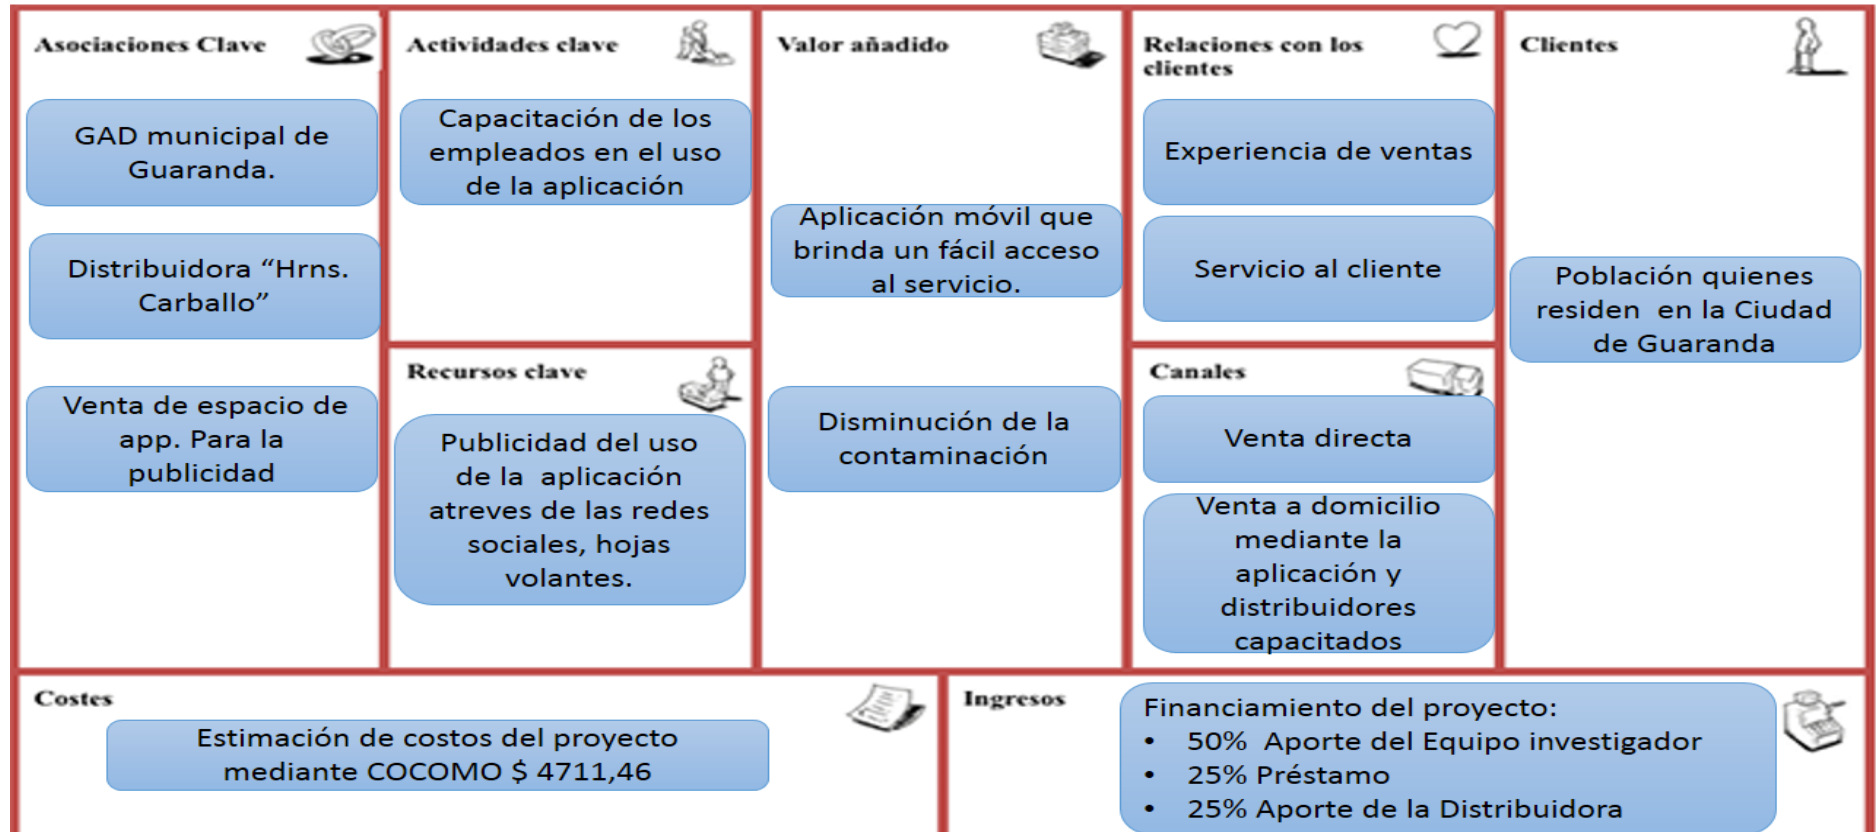 Asociaciones Clave
GAD municipal de
Guaranda.
Distribuidora “Hrns.
Carballo”
Venta de espacio de
app. Para la
publicidad
Actividades clave
Capacitación de los
empleados en el uso
de la aplicación
Recursos clave
Publicidad del uso
de la aplicación
atreves de las redes
sociales, hojas
volantes.
Valor añadido
Aplicación móvil que
brinda un fácil acceso
al servicio.
Disminución de la
contaminación
Relaciones con los
clientes
Experiencia de ventas
Servicio al cliente
Canales
Venta directa
Venta a domicilio
mediante la
aplicación y
distribuidores
capacitados
Clientes
Población quienes
residen en la Ciudad
de Guaranda
Costes
Estimación de costos del proyecto
mediante COCOMO $ 4711,46
Ingresos
Financiamiento del proyecto:
• 50% Aporte del Equipo investigador
• 25% Préstamo
• 25% Aporte de la Distribuidora